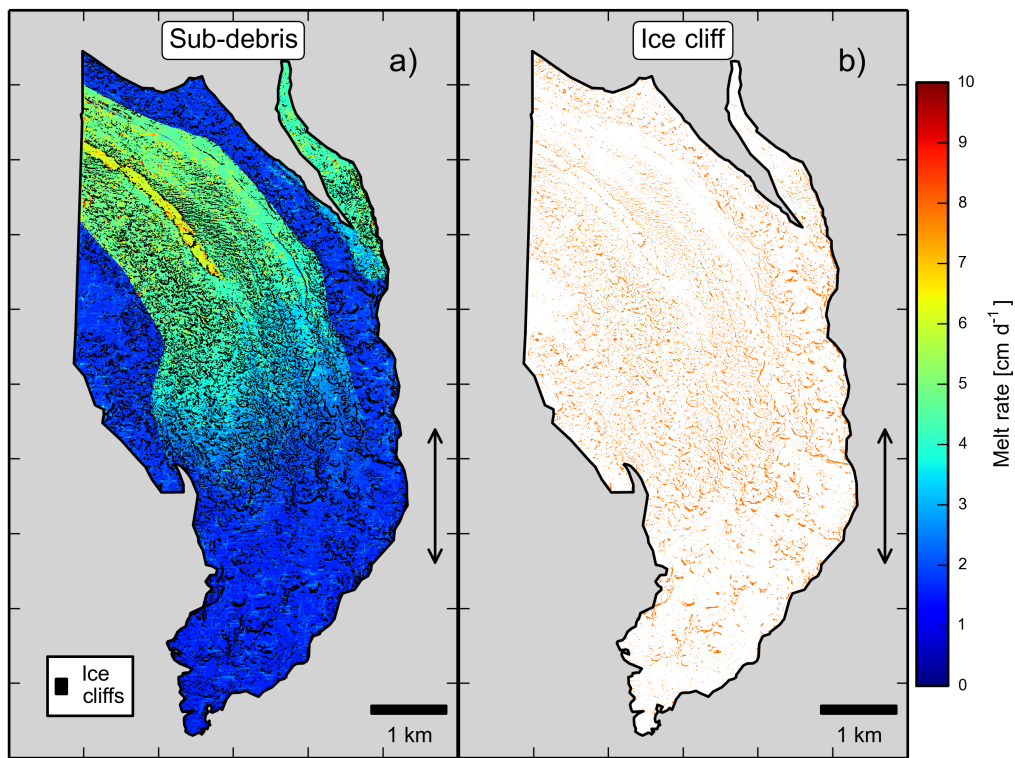 Sub-debris
a)
Ice
cliffs
1 km
Ice cliff
b)
1 km
10
9
8
7
6
5
4
3
2
1
0
Melt rate [cm d⁻¹]